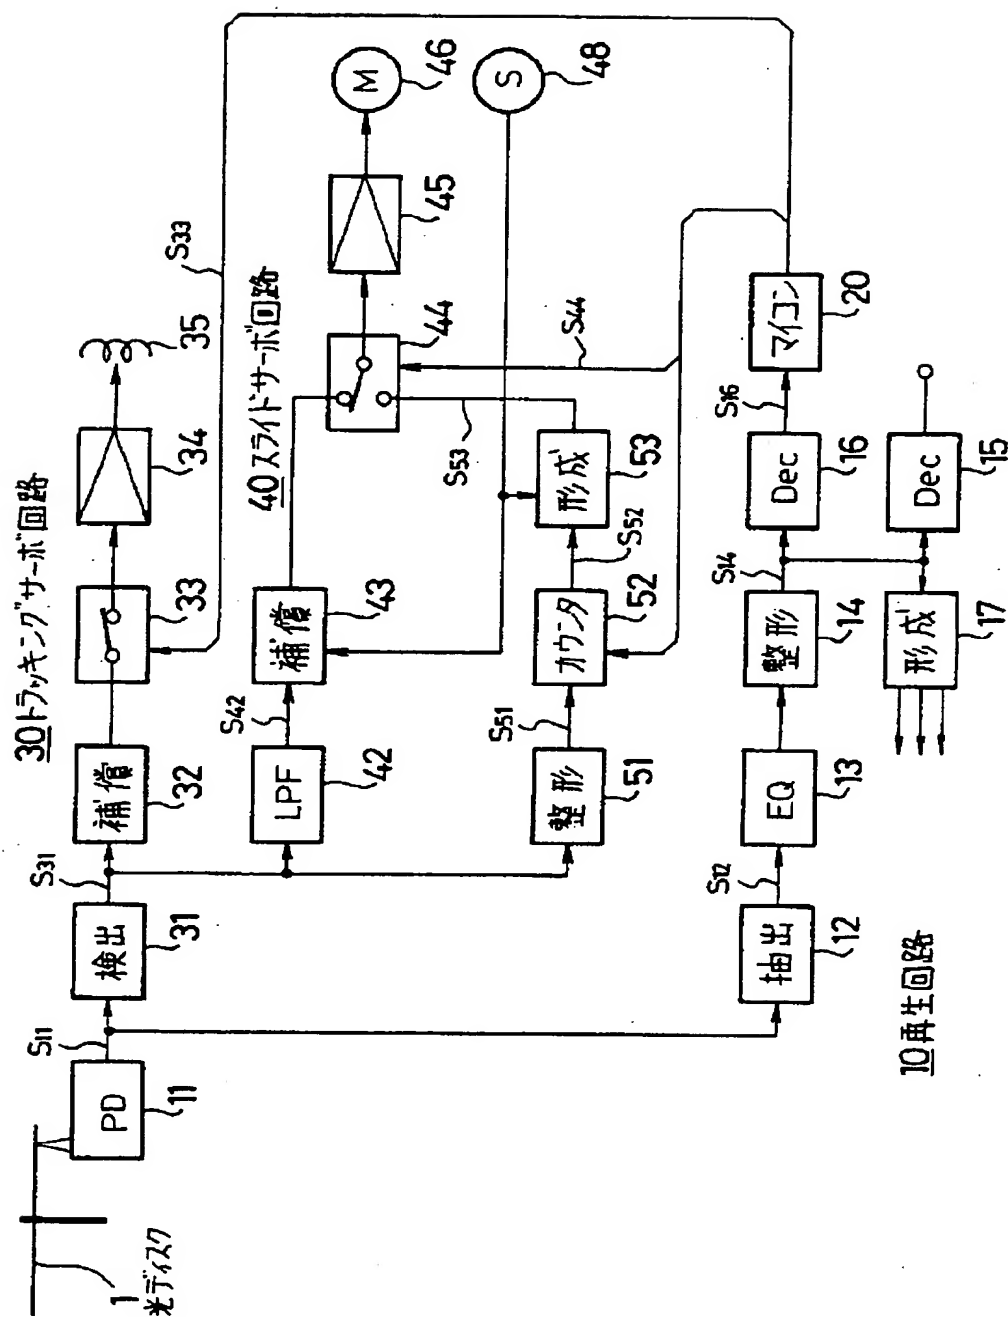 30トラッキングサーボ回路
S33
35
34
33
32
補償
S31
検出
31
S11
PD
11
1
光ディスク
40スライドサーボ回路
M
46
45
44
S44
補償
43
S42
LPF
42
S
48
S53
形成
53
S52
カウンタ
52
S51
整形
51
マイコン
20
S16
Dec
16
Dec
15
S14
整形
14
形成
17
EQ
13
S12
抽出
12
10再生回路